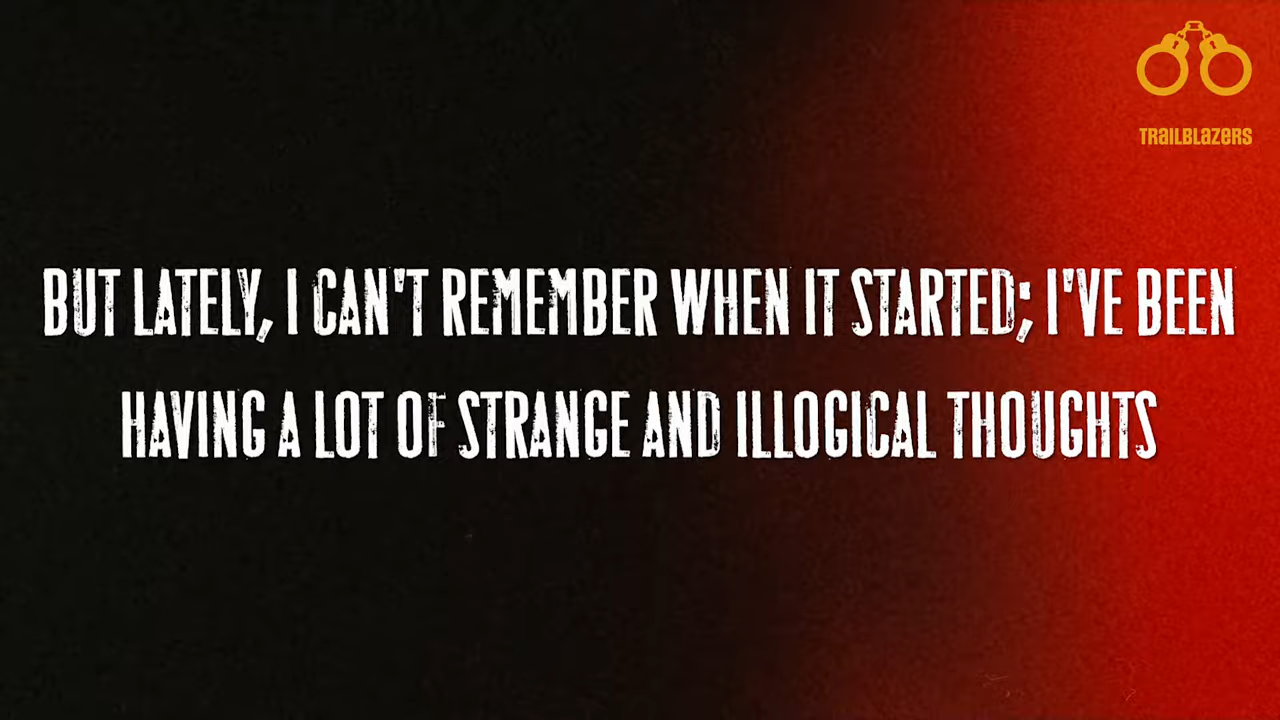 TRAILBLAZERS
BUT LATELY, I CAN'T REMEMBER WHEN IT STARTED; I'VE BEEN
HAVING A LOT OF STRANGE AND ILLOGICAL THOUGHTS